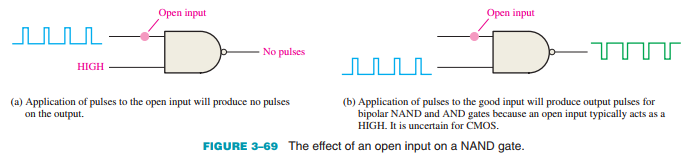 Open input
No pulses
HIGH
(a) Application of pulses to the open input will produce no pulses
on the output.
Open input
(b) Application of pulses to the good input will produce output pulses for
bipolar NAND and AND gates because an open input typically acts as a
HIGH. It is uncertain for CMOS.
FIGURE 3–69 The effect of an open input on a NAND gate.